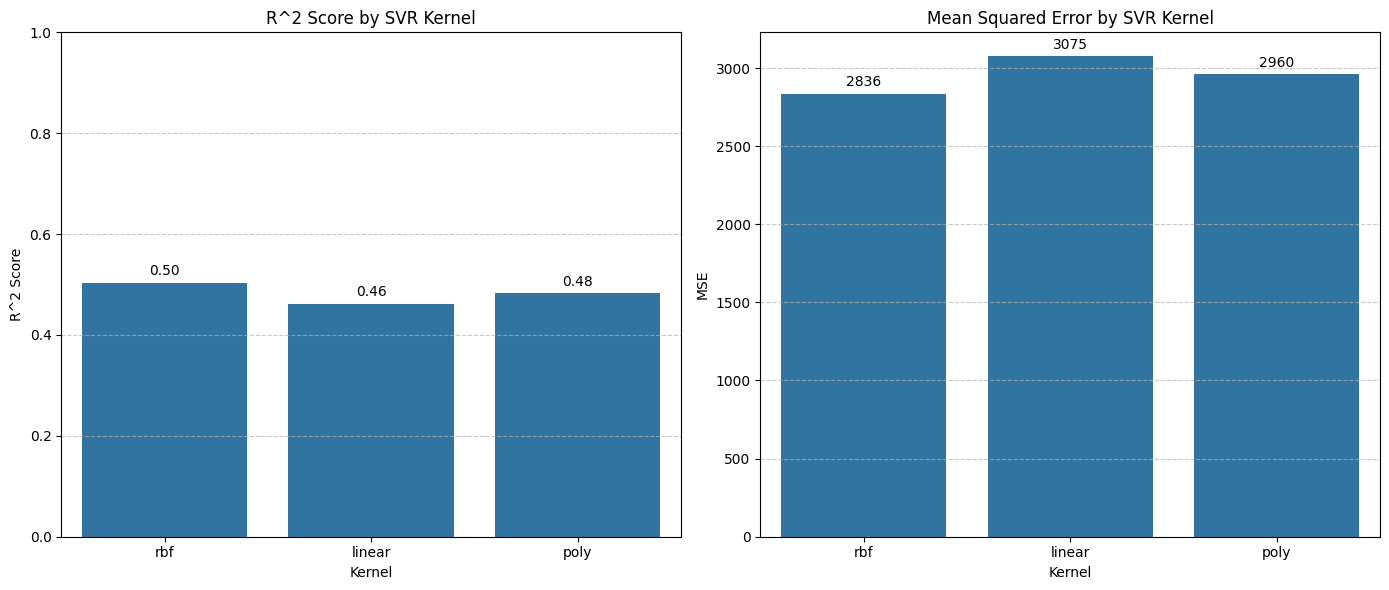 R^2 Score by SVR Kernel
1.0
0.8
0.6
0.4
0.2
0.0
R^2 Score
0.50
0.46
0.48
rbf
linear
poly
Kernel
Mean Squared Error by SVR Kernel
3000
2500
2000
1500
1000
500
0
MSE
2836
3075
2960
rbf
linear
poly
Kernel